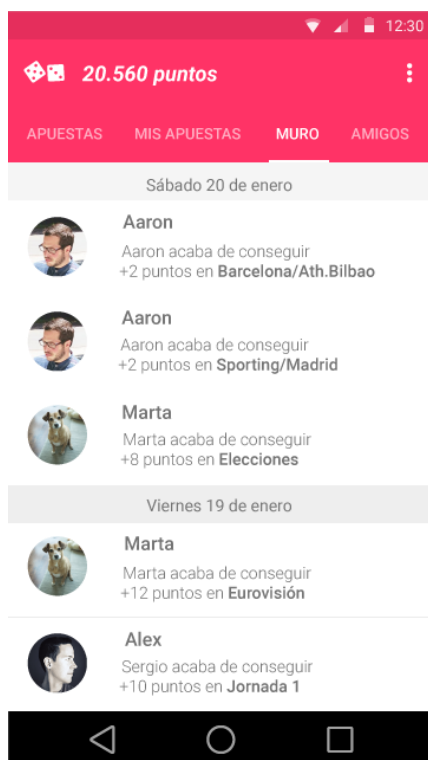 12:30
20.560 puntos
APUESTAS MIS APUESTAS MURO AMIGOS
Sábado 20 de enero
Aaron
Aaron acaba de conseguir
+2 puntos en Barcelona/Ath.Bilbao
Aaron
Aaron acaba de conseguir
+2 puntos en Sporting/Madrid
Marta
Marta acaba de conseguir
+8 puntos en Elecciones
Viernes 19 de enero
Marta
Marta acaba de conseguir
+12 puntos en Eurovisión
Alex
Sergio acaba de conseguir
+10 puntos en Jornada 1